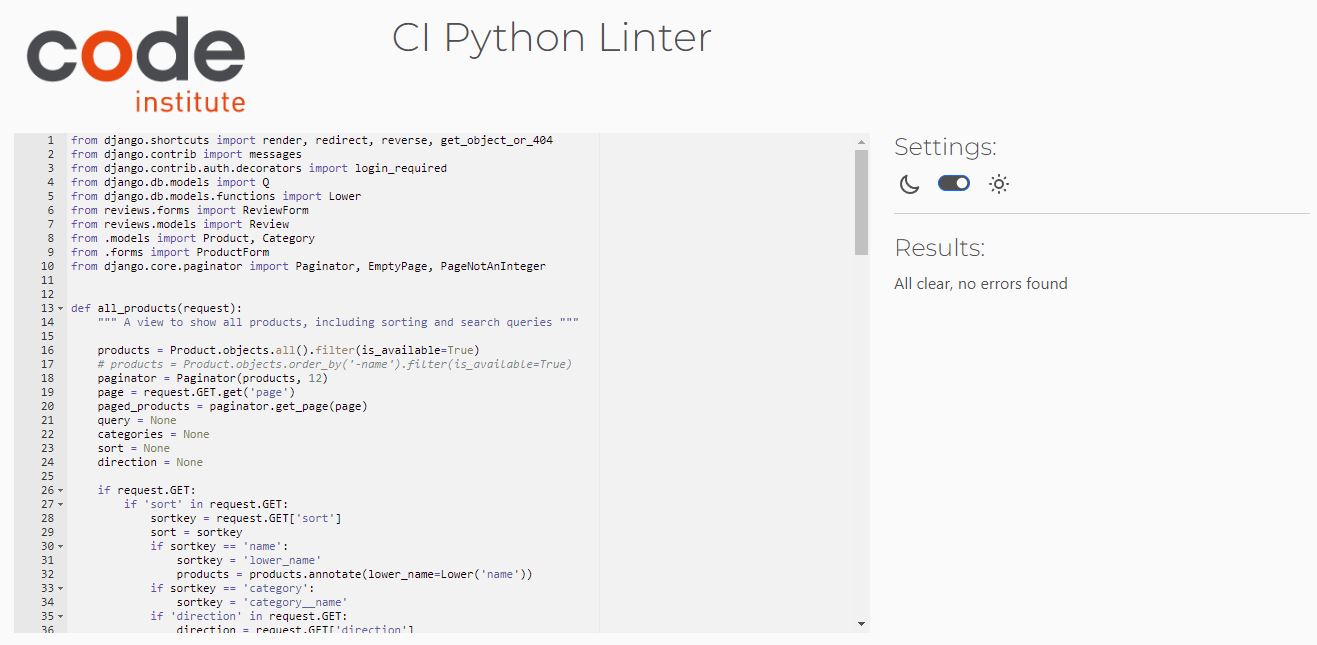 code
institute
CI Python Linter
1 from django.shortcuts import render, redirect, reverse, get_object_or_404
2 from django.contrib import messages
3 from django.contrib.auth.decorators import login_required
4 from django.db.models import Q
5 from django.db.models.functions import Lower
6 from reviews.forms import ReviewForm
7 from reviews.models import Review
8 from .models import Product, Category
9 from .forms import ProductForm
10 from django.core.paginator import Paginator, EmptyPage, PageNotAnInteger
11
12
13 def all_products(request):
14     """ A view to show all products, including sorting and search queries """
15
16     products = Product.objects.all().filter(is_available=True)
17     # products = Product.objects.order_by('-name').filter(is_available=True)
18     paginator = Paginator(products, 12)
19     page = request.GET.get('page')
20     paged_products = paginator.get_page(page)
21     query = None
22     categories = None
23     sort = None
24     direction = None
25
26     if request.GET:
27         if 'sort' in request.GET:
28             sortkey = request.GET['sort']
29             sort = sortkey
30             if sortkey == 'name':
31                 sortkey = 'lower_name'
32                 products = products.annotate(lower_name=Lower('name'))
33             if sortkey == 'category':
34                 sortkey = 'category__name'
35             if 'direction' in request.GET:
36                 direction = request.GET['direction']
Settings:
Results:
All clear, no errors found